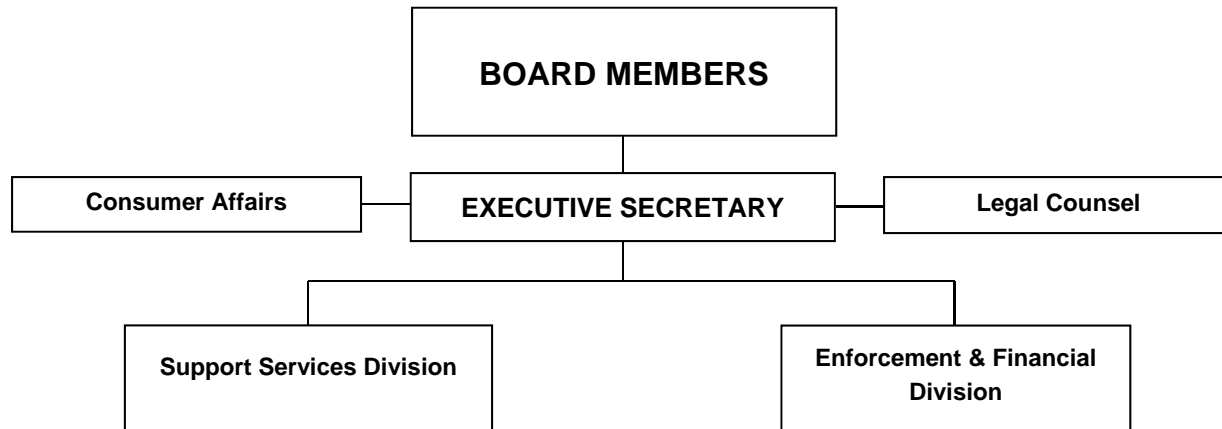 BOARD MEMBERS
Consumer Affairs
EXECUTIVE SECRETARY
Legal Counsel
Support Services Division
Enforcement & Financial
Division